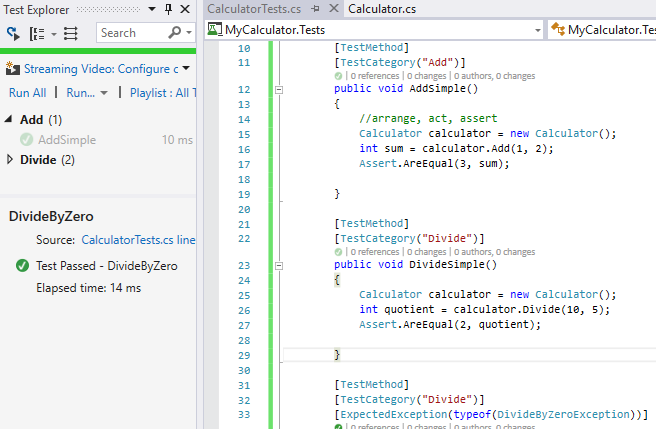 Test Explorer
Search
Streaming Video: Configure c
Run All | Run... | Playlist : All T
Add (1)
AddSimple 10 ms
Divide (2)
DivideByZero
Source: CalculatorTests.cs line
Test Passed - DivideByZero
Elapsed time: 14 ms
CalculatorTests.cs Calculator.cs
MyCalculator.Tests MyCalculator.Te
10 [TestMethod]
11 [TestCategory("Add")]
| 0 references | 0 changes | 0 authors, 0 changes
12 public void AddSimple()
13 {
14 //arrange, act, assert
15 Calculator calculator = new Calculator();
16 int sum = calculator.Add(1, 2);
17 Assert.AreEqual(3, sum);
18
19 }
20
21 [TestMethod]
22 [TestCategory("Divide")]
| 0 references | 0 changes | 0 authors, 0 changes
23 public void DivideSimple()
24 {
25 Calculator calculator = new Calculator();
26 int quotient = calculator.Divide(10, 5);
27 Assert.AreEqual(2, quotient);
28
29 }
30
31 [TestMethod]
32 [TestCategory("Divide")]
33 [ExpectedException(typeof(DivideByZeroException))]
| 0 references | 0 changes | 0 authors, 0 changes